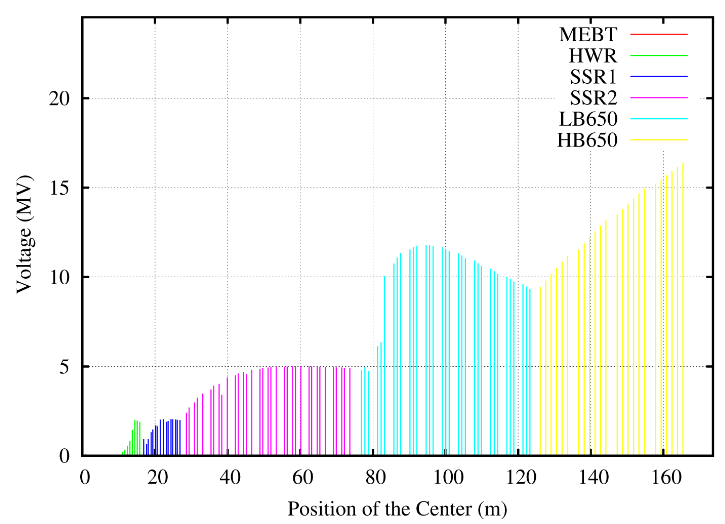 MEBT
HWR
SSR1
SSR2
LB650
HB650
20
15
10
5
0
Voltage (MV)
0 20 40 60 80 100 120 140 160
Position of the Center (m)